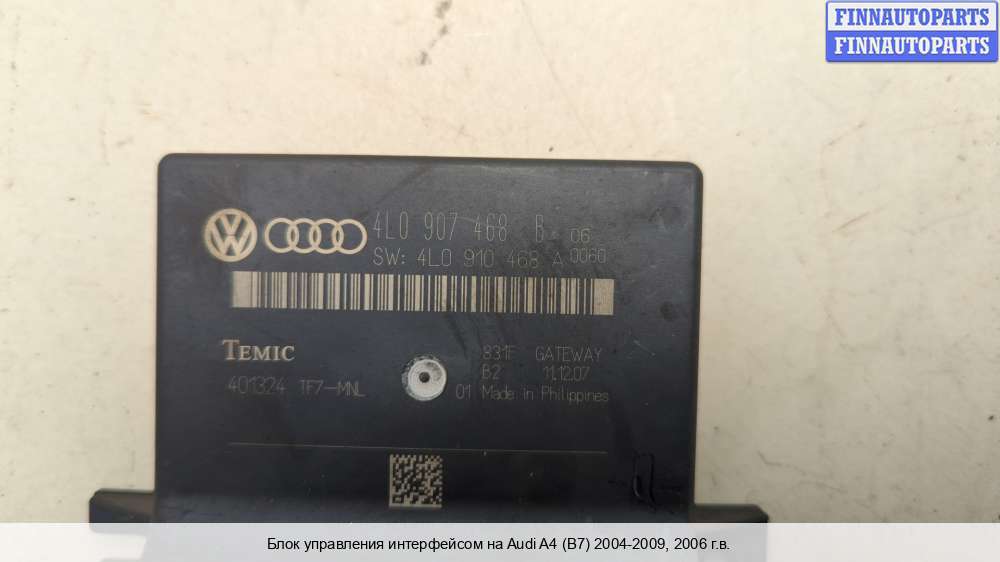 FINNAUTOPARTS
FINNAUTOPARTS
4L0 907 468 B 06
SW: 4L0 910 468 A 0060
TEMIC
831F GATEWAY
B2 11.12.07
401324 TF7-MNL
01 Made in Philippines
Блок управления интерфейсом на Audi A4 (B7) 2004-2009, 2006 г.в.